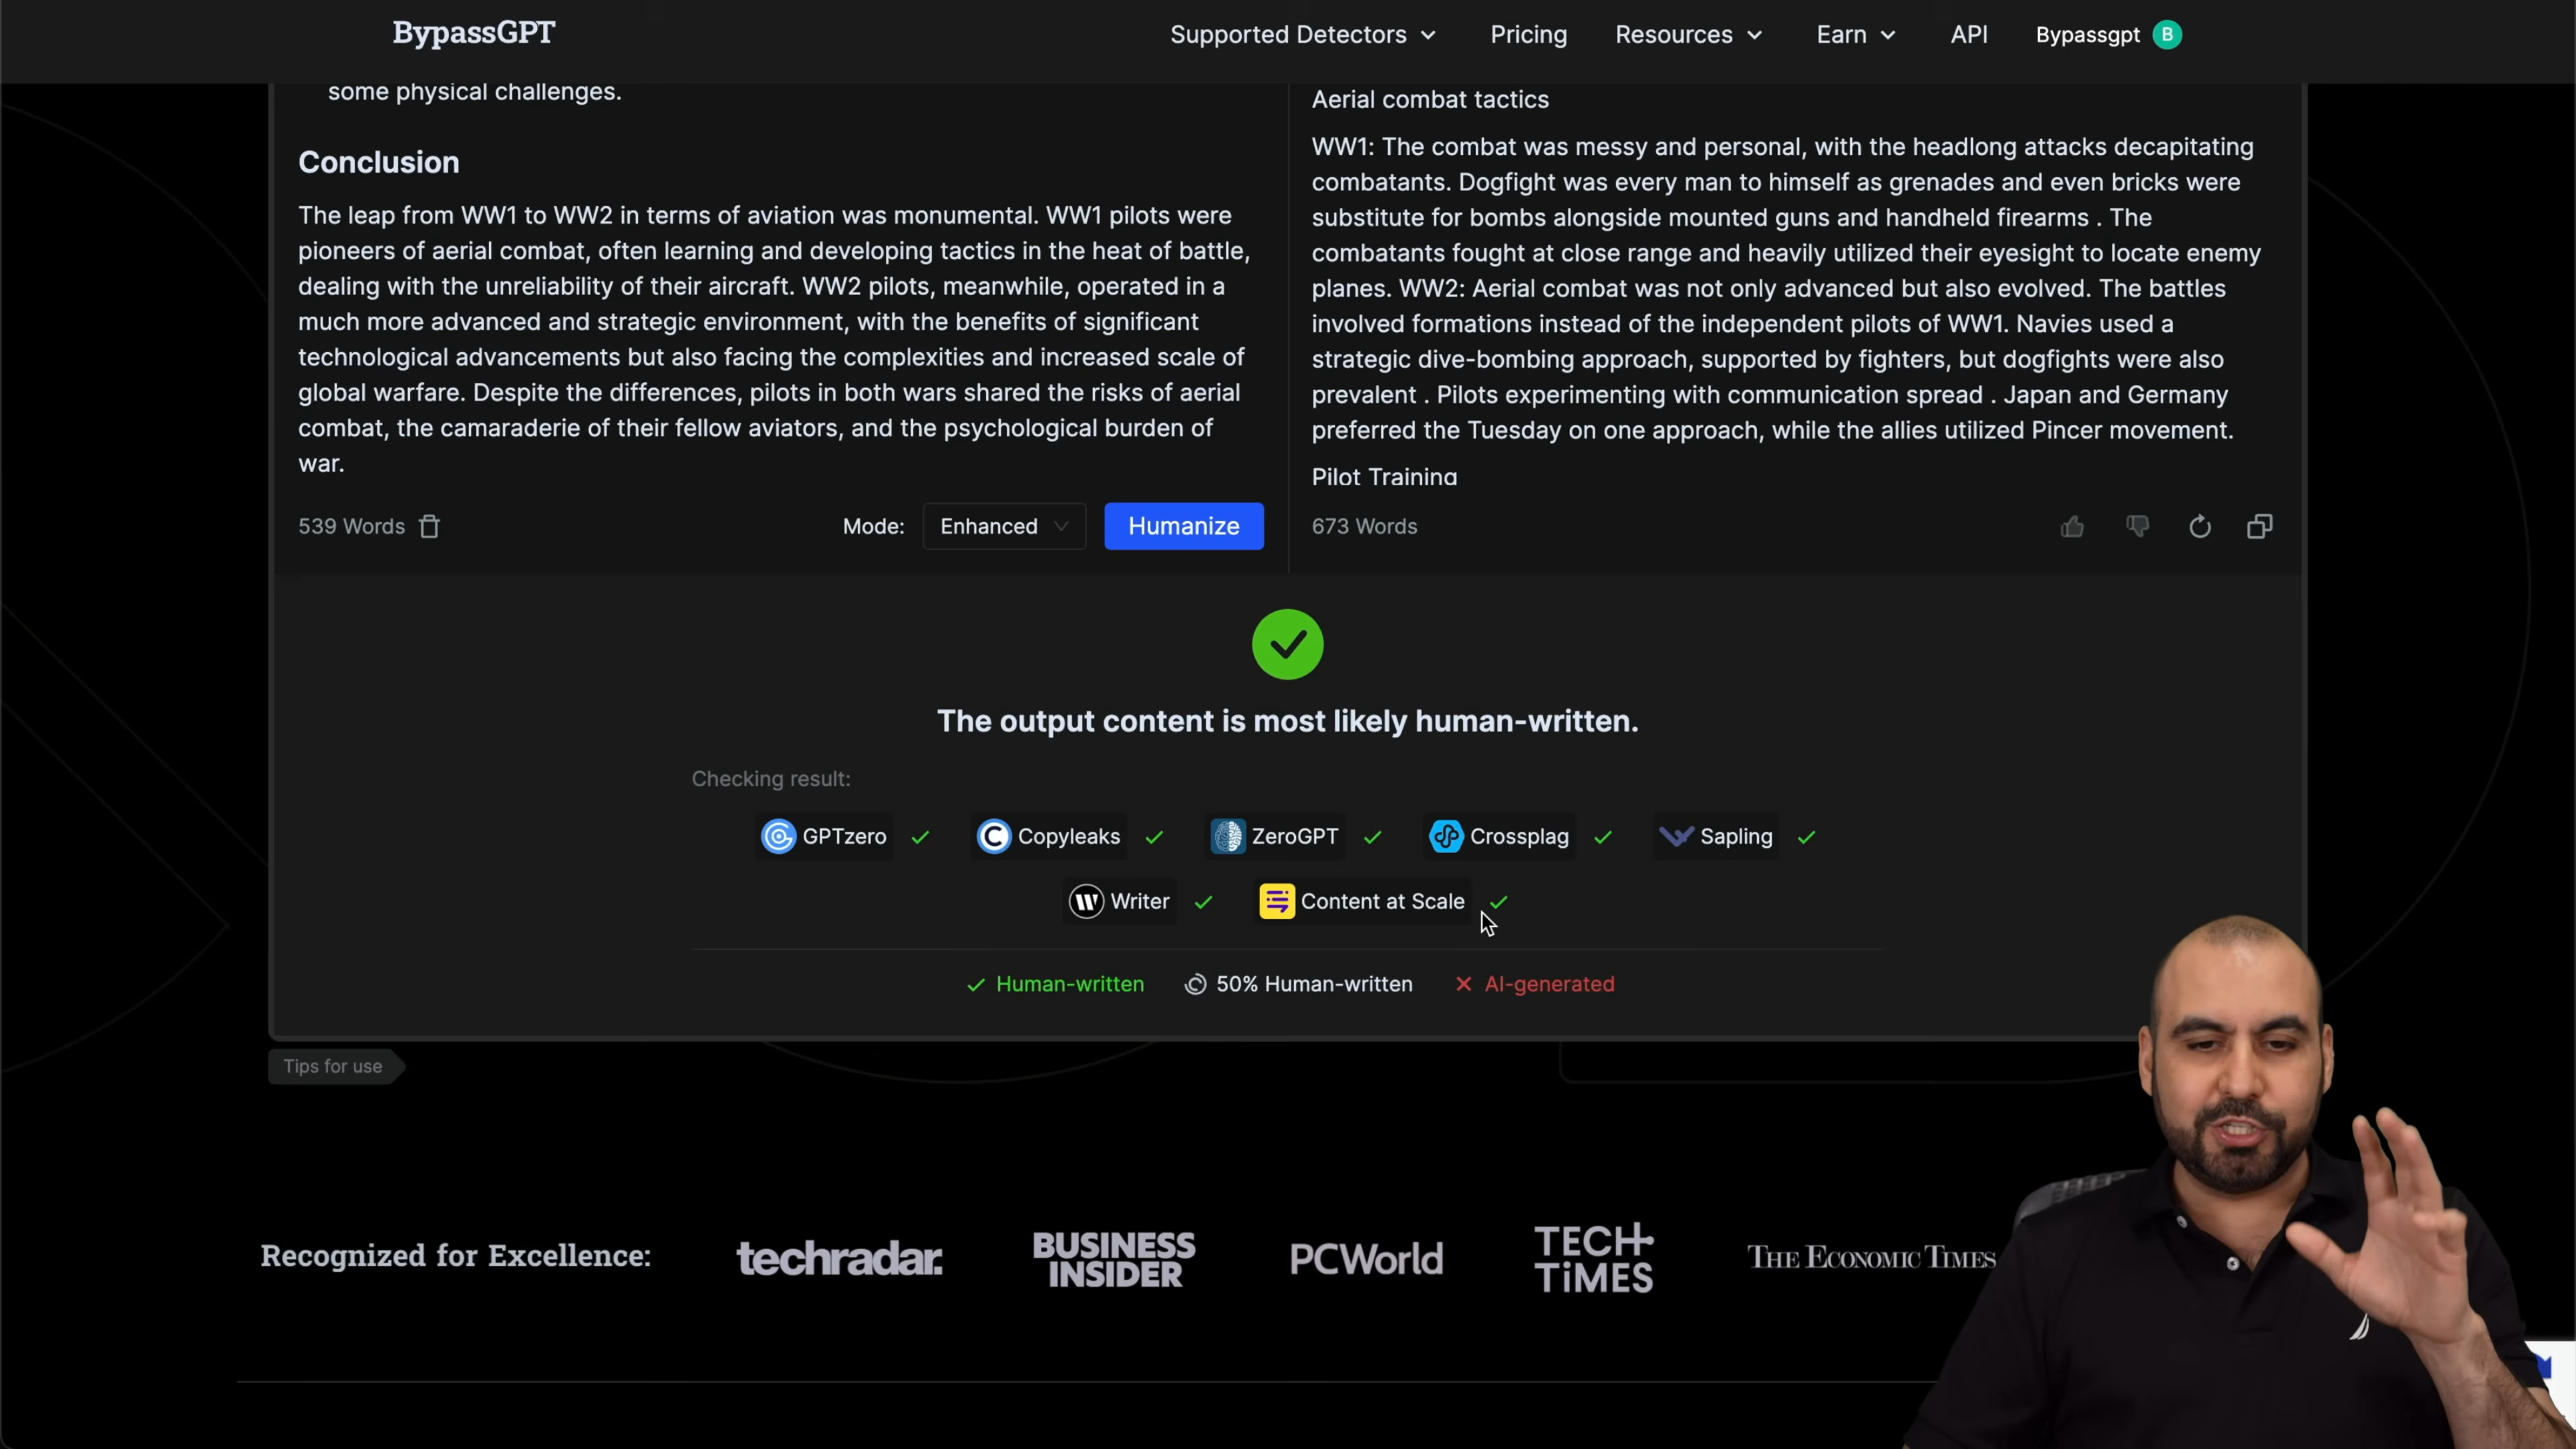 BypassGPT
Supported Detectors
Pricing
Resources
Earn
API
Bypassgpt
B
some physical challenges.
Conclusion
The leap from WW1 to WW2 in terms of aviation was monumental. WW1 pilots were
pioneers of aerial combat, often learning and developing tactics in the heat of battle,
dealing with the unreliability of their aircraft. WW2 pilots, meanwhile, operated in a
much more advanced and strategic environment, with the benefits of significant
technological advancements but also facing the complexities and increased scale of
global warfare. Despite the differences, pilots in both wars shared the risks of aerial
combat, the camaraderie of their fellow aviators, and the psychological burden of
war.
539 Words
Mode:
Enhanced
Humanize
Aerial combat tactics
WW1: The combat was messy and personal, with the headlong attacks decapitating
combatants. Dogfight was every man to himself as grenades and even bricks were
substitute for bombs alongside mounted guns and handheld firearms . The
combatants fought at close range and heavily utilized their eyesight to locate enemy
planes. WW2: Aerial combat was not only advanced but also evolved. The battles
involved formations instead of the independent pilots of WW1. Navies used a
strategic dive-bombing approach, supported by fighters, but dogfights were also
prevalent . Pilots experimenting with communication spread . Japan and Germany
preferred the Tuesday on one approach, while the allies utilized Pincer movement.
Pilot Training
673 Words
The output content is most likely human-written.
Checking result:
GPTzero
Copyleaks
ZeroGPT
Crossplag
Sapling
Writer
Content at Scale
Human-written
50% Human-written
AI-generated
Tips for use
Recognized for Excellence:
techradar.
BUSINESS
INSIDER
PCWorld
TECH
TIMES
THE ECONOMIC TIMES